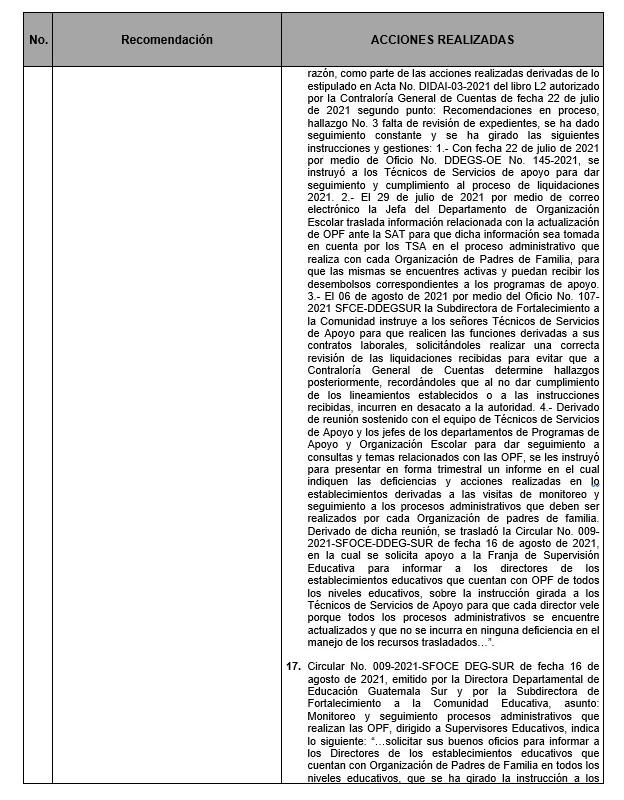 No.
Recomendación
ACCIONES REALIZADAS
razón, como parte de las acciones realizadas derivadas de lo
estipulado en Acta No. DIDAI-03-2021 del libro L2 autorizado
por la Contraloría General de Cuentas de fecha 22 de julio
de 2021 segundo punto: Recomendaciones en proceso,
hallazgo No. 3 falta de revisión de expedientes, se ha dado
seguimiento constante y se ha girado las siguientes
instrucciones y gestiones: 1.- Con fecha 22 de julio de 2021
por medio de Oficio No. DDEGS-OE No. 145-2021, se
instruyó a los Técnicos de Servicios de apoyo para dar
seguimiento y cumplimiento al proceso de liquidaciones
2021. 2.- El 29 de julio de 2021 por medio de correo
electrónico la Jefa del Departamento de Organización
Escolar traslada información relacionada con la actualización
de OPF ante la SAT para que dicha información sea tomada
en cuenta por los TSA en el proceso administrativo que
realiza con cada Organización de Padres de Familia, para
que las mismas se encuentres activas y puedan recibir los
desembolsos correspondientes a los programas de apoyo.
3.- El 06 de agosto de 2021 por medio del Oficio No. 107-
2021 SFCE-DDEGSUR la Subdirectora de Fortalecimiento a
la Comunidad instruye a los señores Técnicos de Servicios
de Apoyo para que realicen las funciones derivadas a sus
contratos laborales, solicitándoles realizar una correcta
revisión de las liquidaciones recibidas para evitar que a
Contraloría General de Cuentas determine hallazgos
posteriormente, recordándoles que al no dar cumplimiento
de los lineamientos establecidos o a las instrucciones
recibidas, incurren en desacato a la autoridad. 4.- Derivado
de reunión sostenido con el equipo de Técnicos de Servicios
de Apoyo y los jefes de los departamentos de Programas de
Apoyo y Organización Escolar para dar seguimiento a
consultas y temas relacionados con las OPF, se les instruyó
para presentar en forma trimestral un informe en el cual
indiquen las deficiencias y acciones realizadas en lo
establecimientos derivadas a las visitas de monitoreo y
seguimiento a los procesos administrativos que deben ser
realizados por cada Organización de padres de familia.
Derivado de dicha reunión, se trasladó la Circular No. 009-
2021-SFOCE-DDEG-SUR de fecha 16 de agosto de 2021,
en la cual se solicita apoyo a la Franja de Supervisión
Educativa para informar a los directores de los
establecimientos educativos que cuentan con OPF de todos
los niveles educativos, sobre la instrucción girada a los
Técnicos de Servicios de Apoyo para que cada director vele
porque todos los procesos administrativos se encuentre
actualizados y que no se incurra en ninguna deficiencia en el
manejo de los recursos trasladados…”.
17. Circular No. 009-2021-SFOCE DEG-SUR de fecha 16 de
agosto de 2021, emitido por la Directora Departamental de
Educación Guatemala Sur y por la Subdirectora de
Fortalecimiento a la Comunidad Educativa, asunto:
Monitoreo y seguimiento procesos administrativos que
realizan las OPF, dirigido a Supervisores Educativos, indica
lo siguiente: “…solicitar sus buenos oficios para informar a
los Directores de los establecimientos educativos que
cuentan con Organización de Padres de Familia en todos los
niveles educativos, que se ha girado la instrucción a los